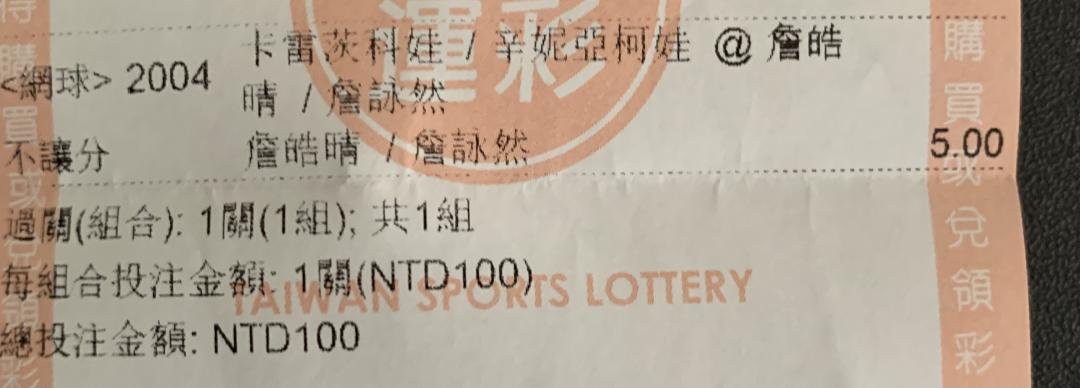 運彩
卡雷茨科娃 / 辛妮亞柯娃 @ 詹皓
<網球> 2004
晴 / 詹詠然
不讓分 詹皓晴 / 詹詠然 5.00
過關(組合): 1關(1組); 共1組
每組合投注金額: 1關(NTD100)
TAIWAN SPORTS LOTTERY
總投注金額: NTD100
購買或兌領彩